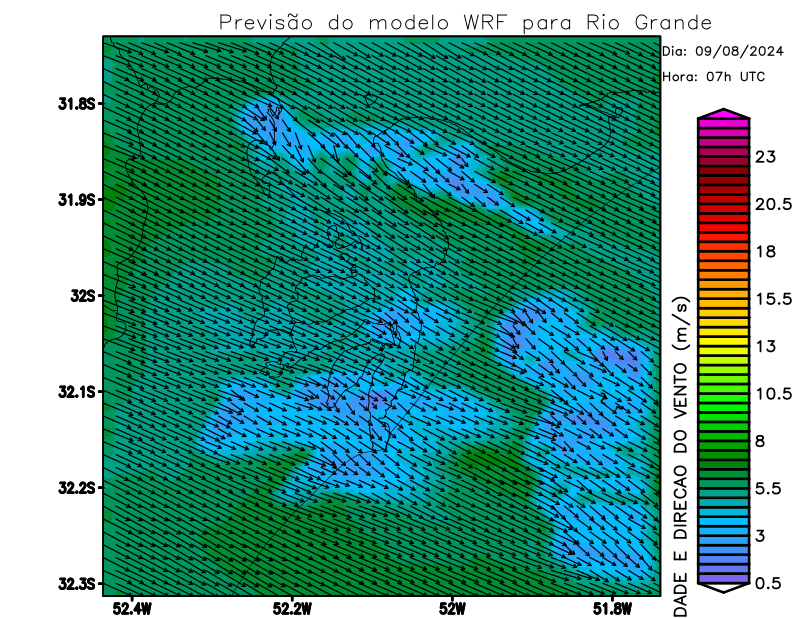 Previsão do modelo WRF para Rio Grande
Dia: 09/08/2024
Hora: 07h UTC
31.8S
31.9S
32S
32.1S
32.2S
32.3S
52.4W
52.2W
52W
51.8W
23
20.5
18
15.5
13
10.5
8
5.5
3
0.5
DADE E DIRECAO DO VENTO (m/s)